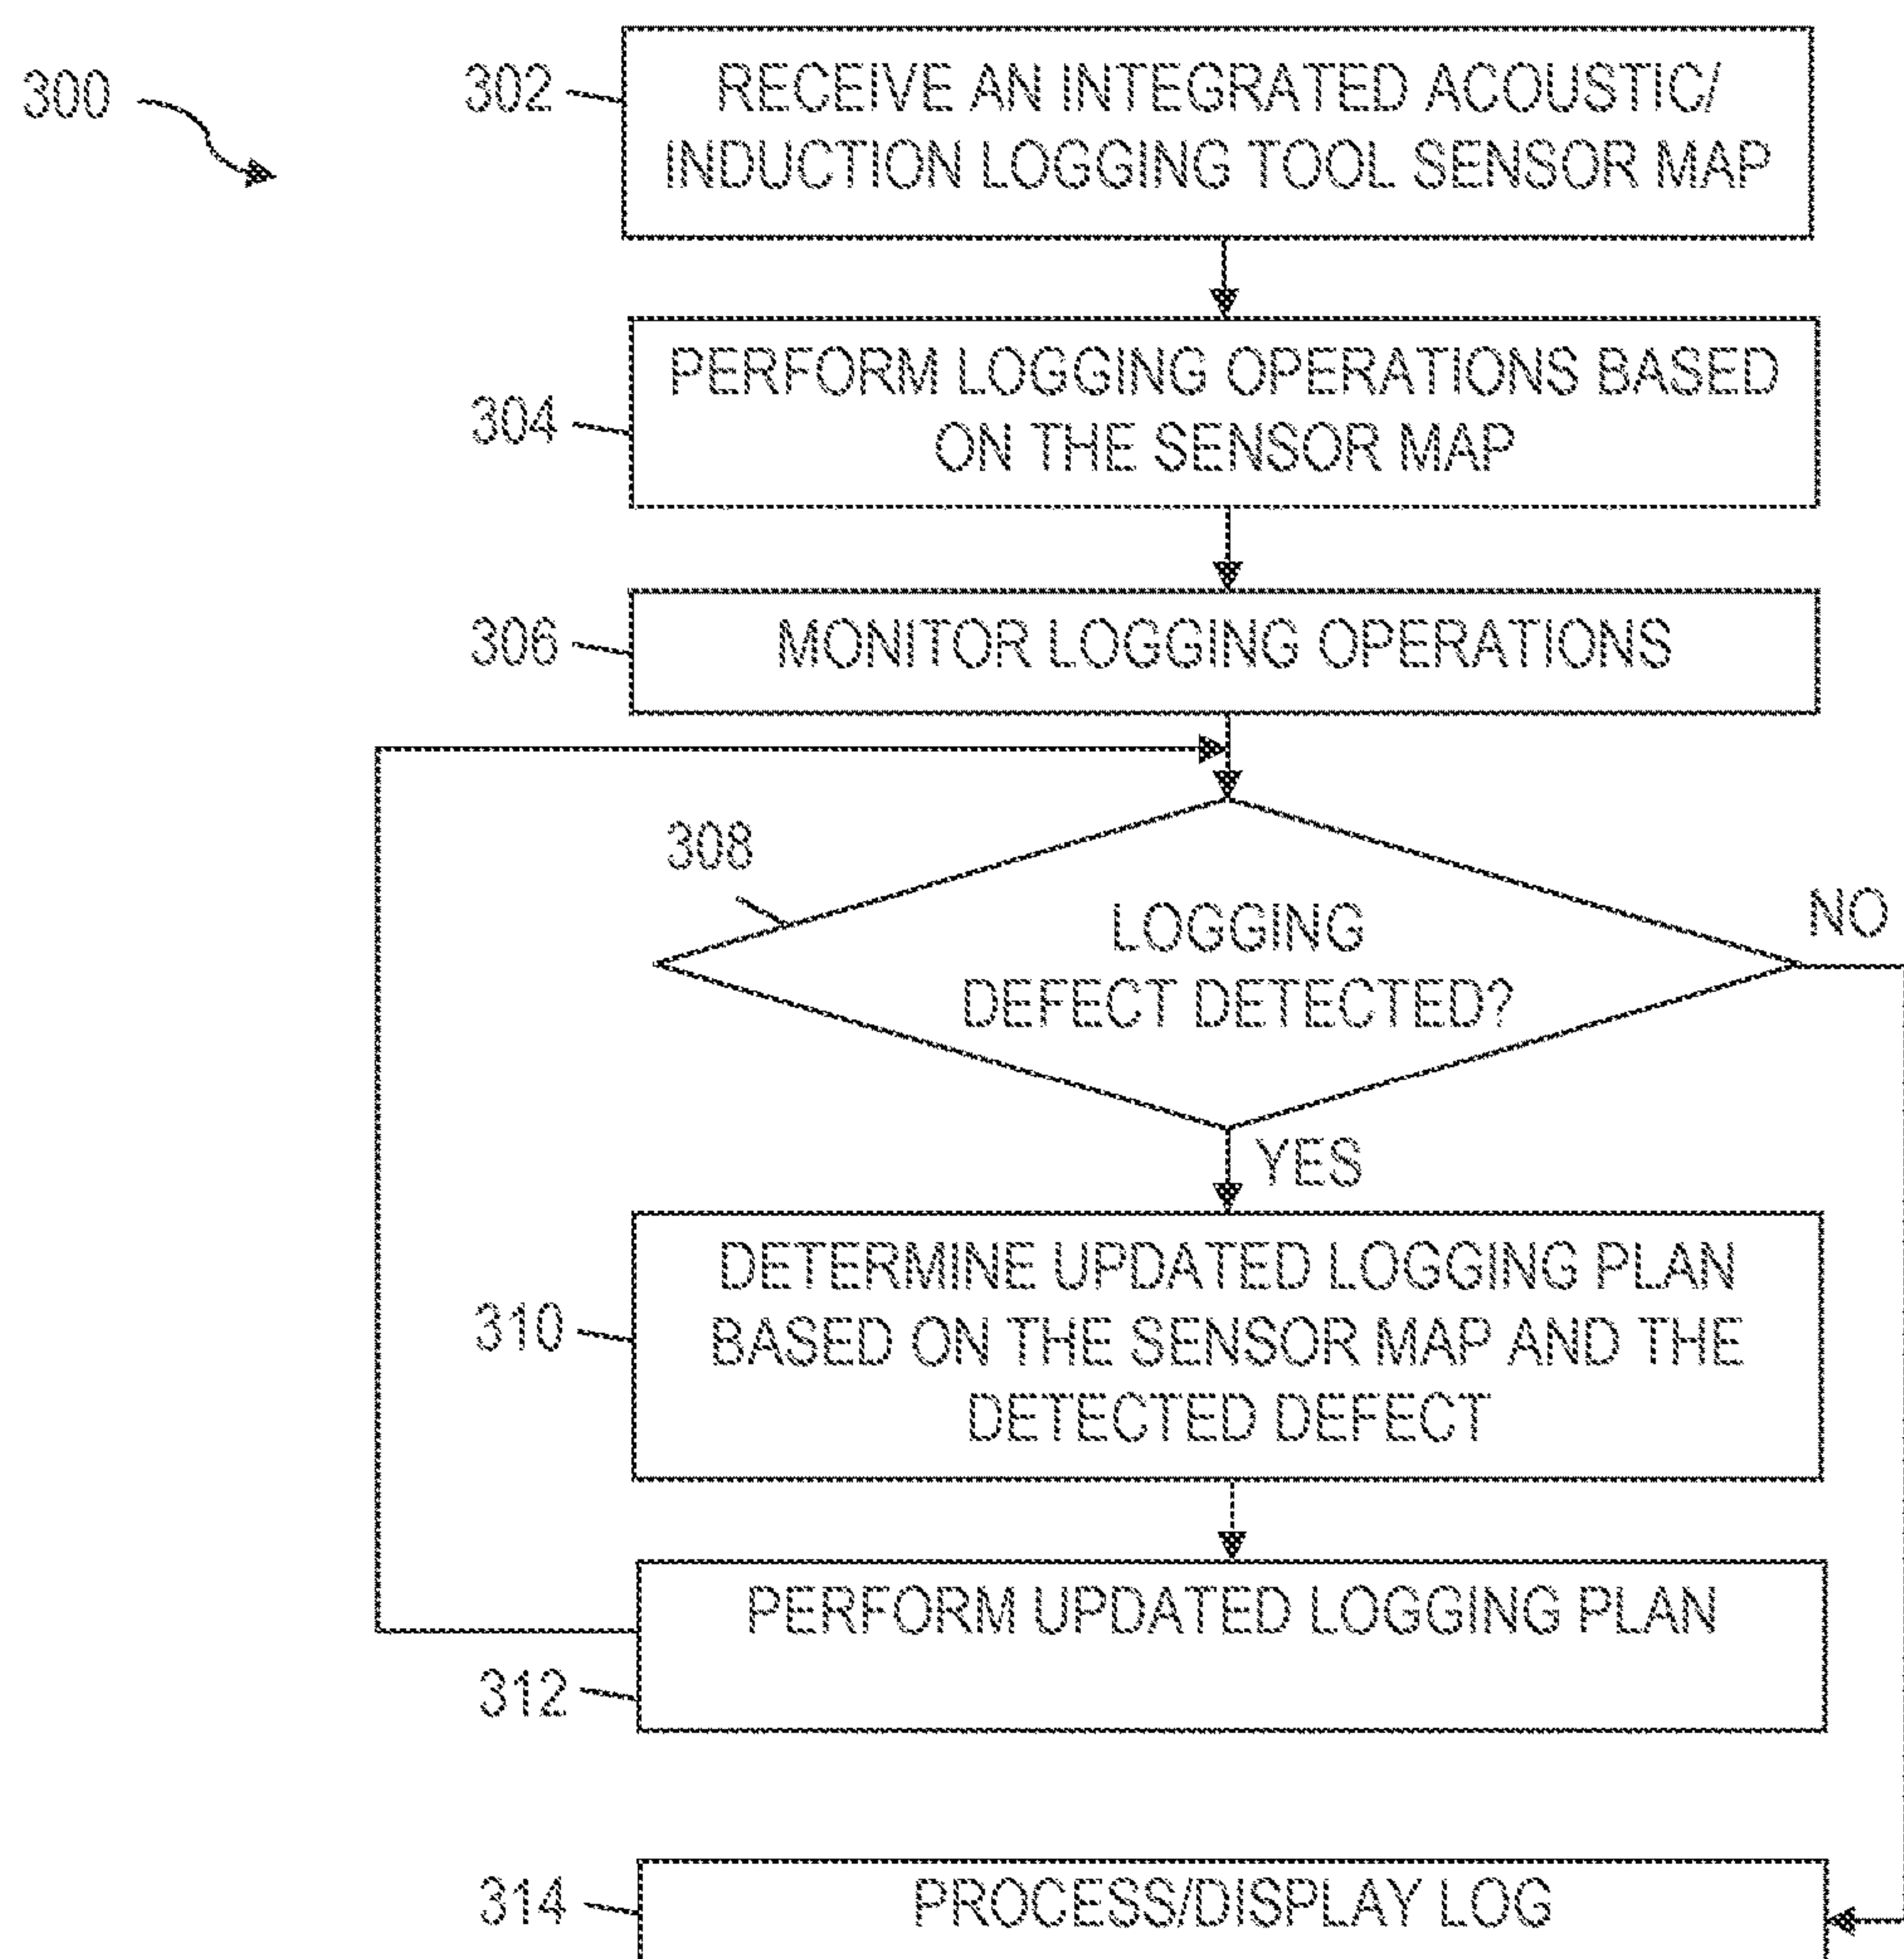 300
302
RECEIVE AN INTEGRATED ACOUSTIC/
INDUCTION LOGGING TOOL SENSOR MAP
304
PERFORM LOGGING OPERATIONS BASED
ON THE SENSOR MAP
306
MONITOR LOGGING OPERATIONS
308
LOGGING
DEFECT DETECTED?
NO
YES
310
DETERMINE UPDATED LOGGING PLAN
BASED ON THE SENSOR MAP AND THE
DETECTED DEFECT
PERFORM UPDATED LOGGING PLAN
312
314
PROCESS/DISPLAY LOG